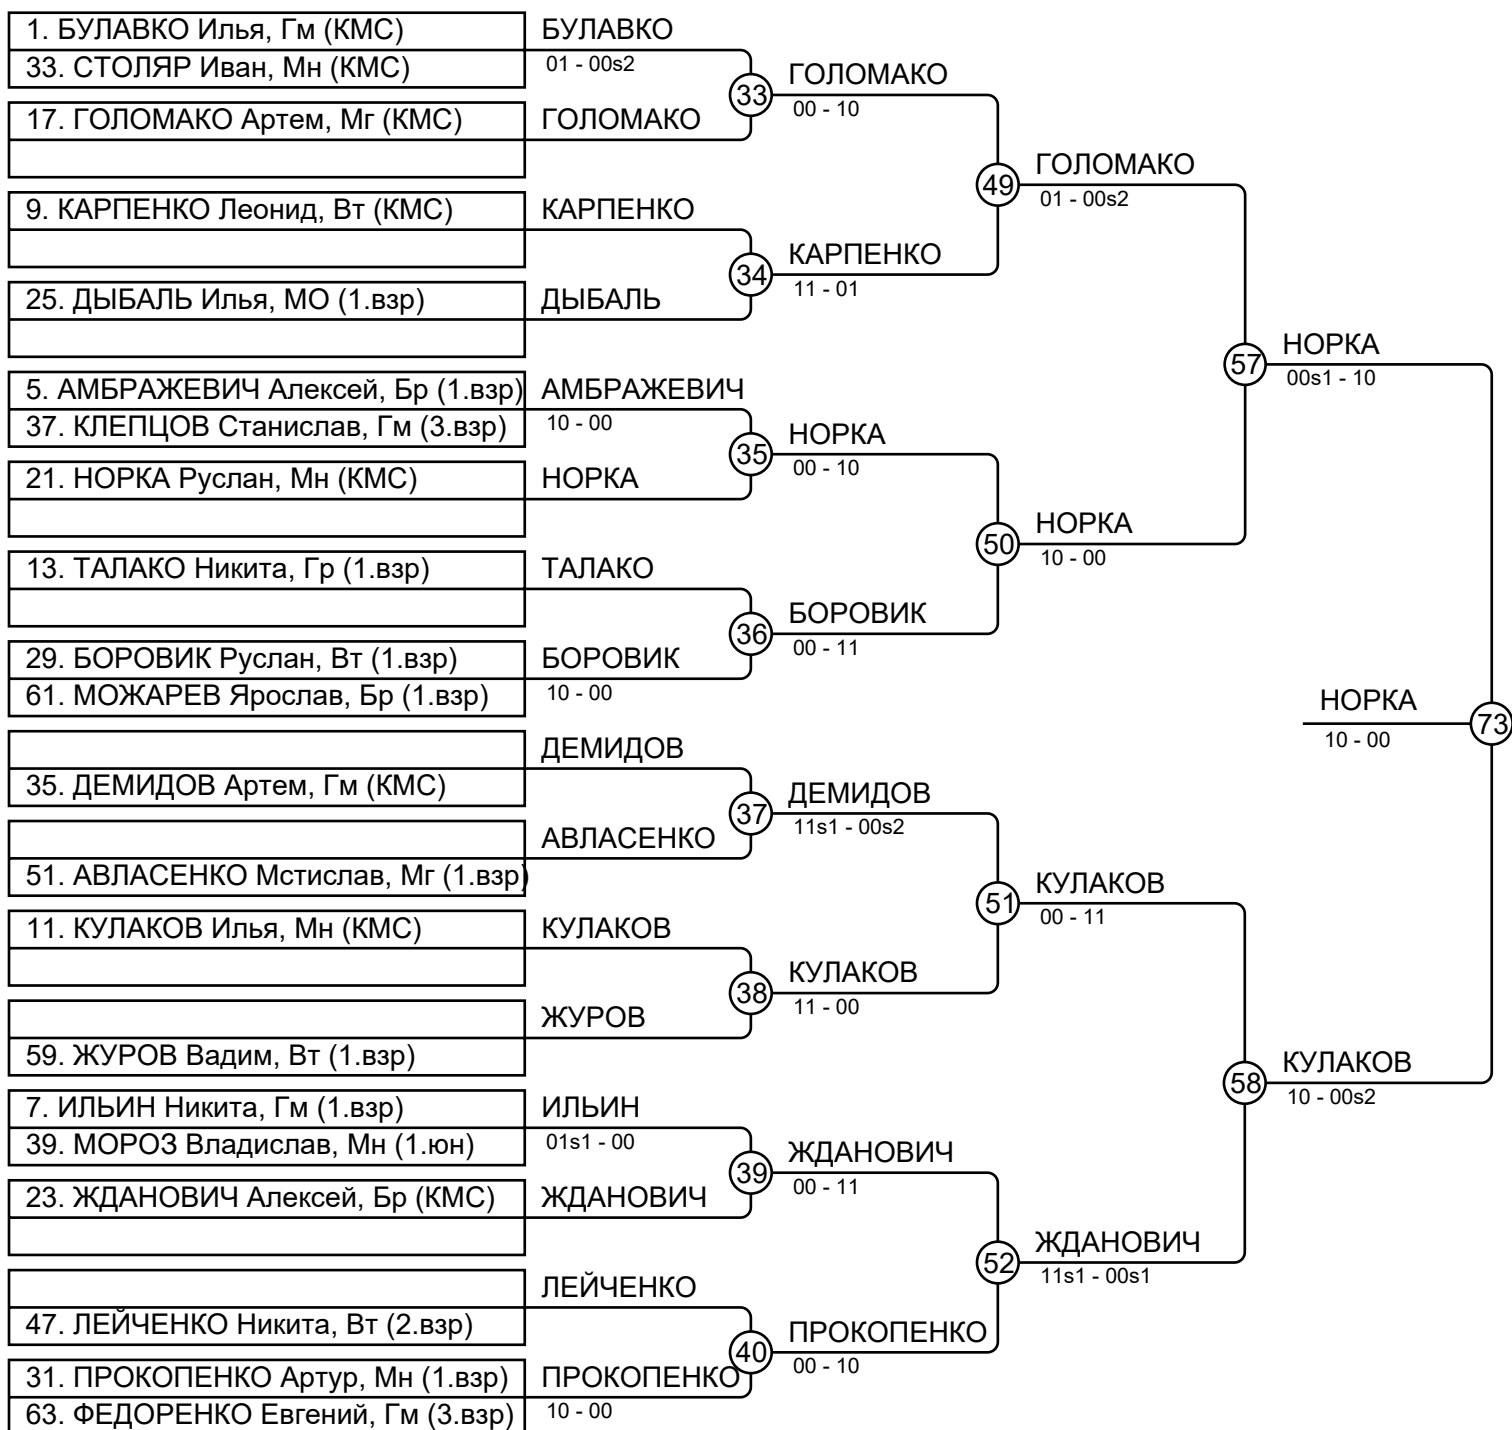 1. БУЛАВКО Илья, Гм (КМС)
33. СТОЛЯР Иван, Мн (КМС)
17. ГОЛОМАКО Артем, Мг (КМС)
9. КАРПЕНКО Леонид, Вт (КМС)
25. ДЫБАЛЬ Илья, МО (1.взр)
5. АМБРАЖЕВИЧ Алексей, Бр (1.взр)
37. КЛЕПЦОВ Станислав, Гм (3.взр)
21. НОРКА Руслан, Мн (КМС)
13. ТАЛАКО Никита, Гр (1.взр)
29. БОРОВИК Руслан, Вт (1.взр)
61. МОЖАРЕВ Ярослав, Бр (1.взр)
35. ДЕМИДОВ Артем, Гм (КМС)
51. АВЛАСЕНКО Мстислав, Мг (1.взр)
11. КУЛАКОВ Илья, Мн (КМС)
59. ЖУРОВ Вадим, Вт (1.взр)
7. ИЛЬИН Никита, Гм (1.взр)
39. МОРОЗ Владислав, Мн (1.юн)
23. ЖДАНОВИЧ Алексей, Бр (КМС)
47. ЛЕЙЧЕНКО Никита, Вт (2.взр)
31. ПРОКОПЕНКО Артур, Мн (1.взр)
63. ФЕДОРЕНКО Евгений, Гм (3.взр)
БУЛАВКО
01 - 00s2
ГОЛОМАКО
КАРПЕНКО
ДЫБАЛЬ
АМБРАЖЕВИЧ
10 - 00
НОРКА
ТАЛАКО
БОРОВИК
10 - 00
ДЕМИДОВ
АВЛАСЕНКО
КУЛАКОВ
ЖУРОВ
ИЛЬИН
01s1 - 00
ЖДАНОВИЧ
ЛЕЙЧЕНКО
ПРОКОПЕНКО
10 - 00
33
34
35
36
37
38
39
40
ГОЛОМАКО
00 - 10
КАРПЕНКО
11 - 01
НОРКА
00 - 10
БОРОВИК
00 - 11
ДЕМИДОВ
11s1 - 00s2
КУЛАКОВ
11 - 00
ЖДАНОВИЧ
00 - 11
ПРОКОПЕНКО
00 - 10
49
50
51
52
ГОЛОМАКО
01 - 00s2
НОРКА
10 - 00
КУЛАКОВ
00 - 11
ЖДАНОВИЧ
11s1 - 00s1
57
58
НОРКА
00s1 - 10
КУЛАКОВ
10 - 00s2
НОРКА
10 - 00
73